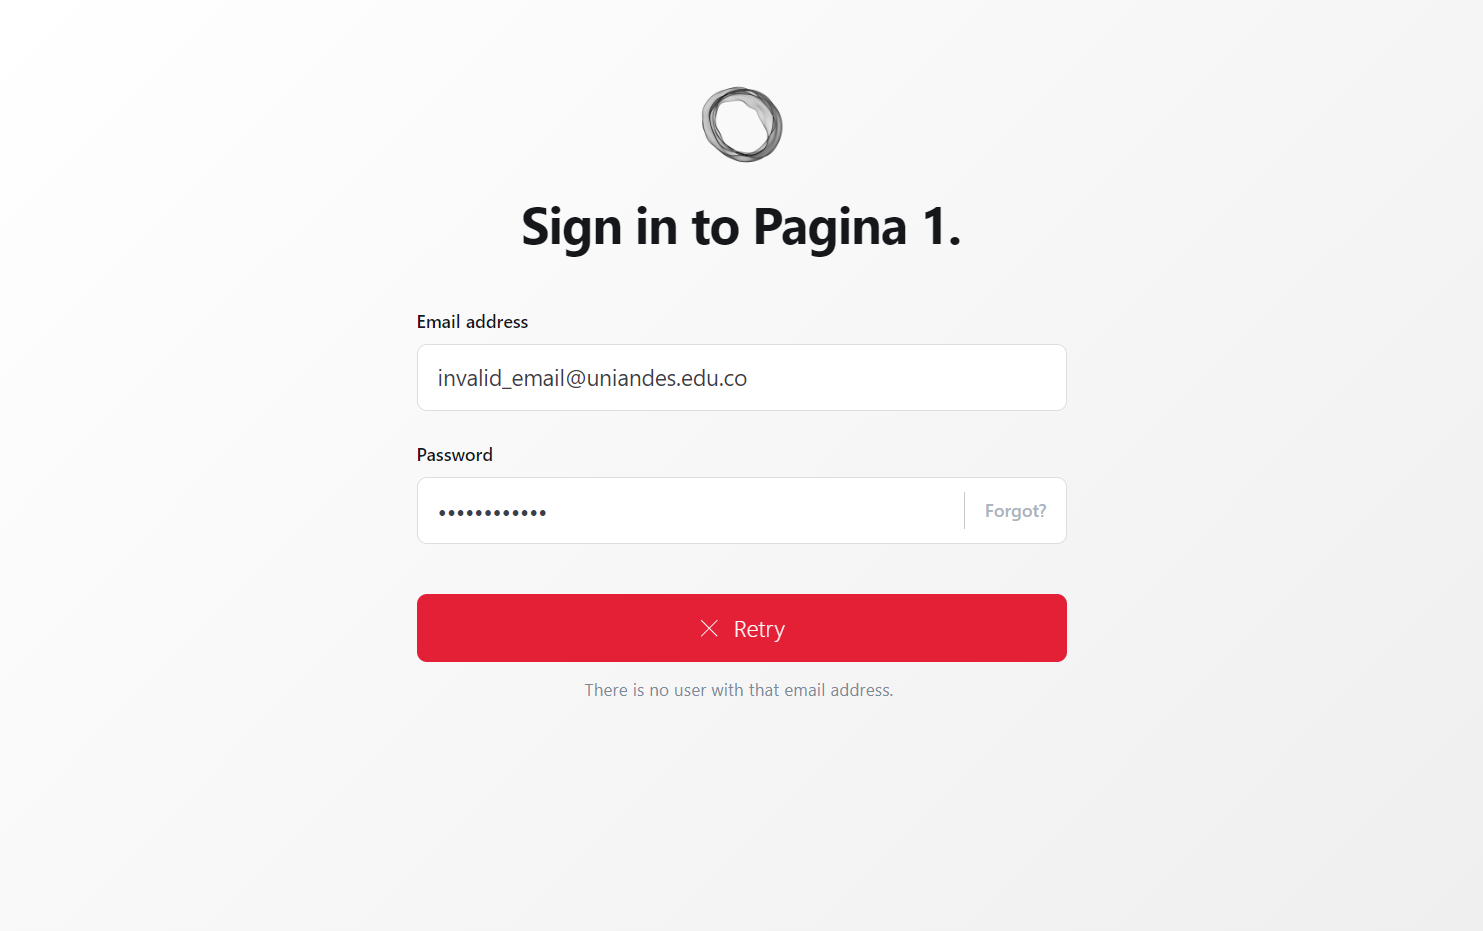 Sign in to Pagina 1.
Email address
invalid_email@uniandes.edu.co
Password
••••••••••••
Forgot?
Retry
There is no user with that email address.